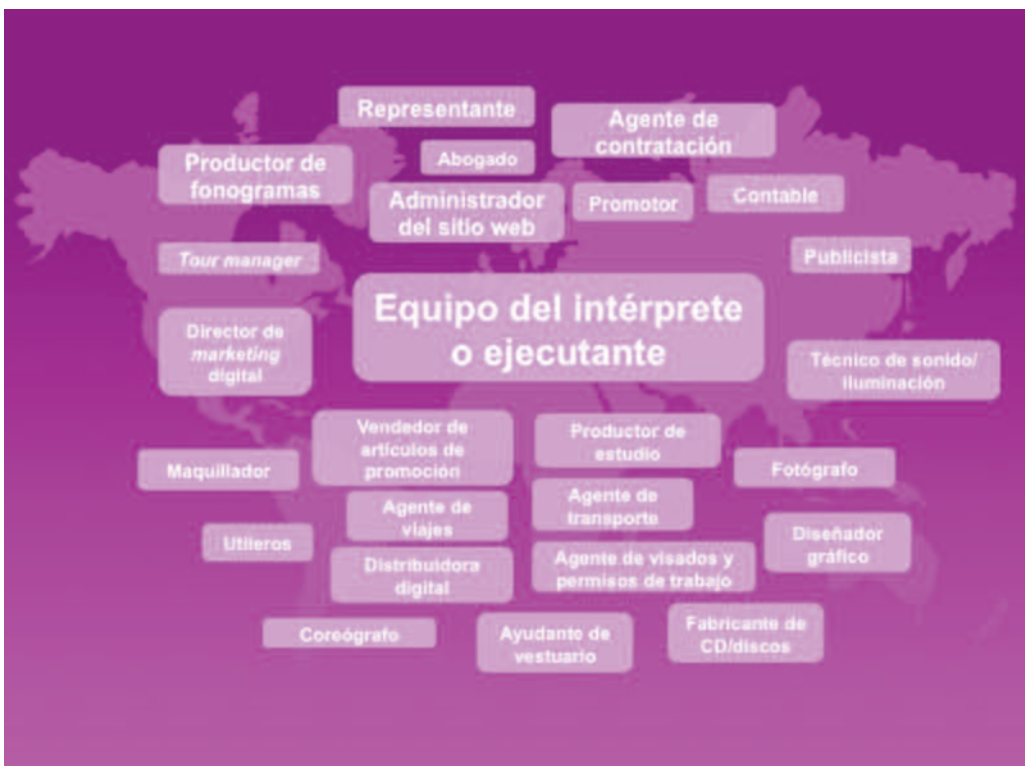 Representante
Agente de
contratación
Productor de
fonogramas
Abogado
Administrador
del sitio web
Promotor
Contable
Tour manager
Publicista
Equipo del intérprete
o ejecutante
Director de
marketing
digital
Técnico de sonido/
iluminación
Vendedor de
artículos de
promoción
Productor de
estudio
Maquillador
Fotógrafo
Agente de
viajes
Agente de
transporte
Utileros
Diseñador
gráfico
Distribuidora
digital
Agente de visados y
permisos de trabajo
Coreógrafo
Ayudante de
vestuario
Fabricante de
CD/discos